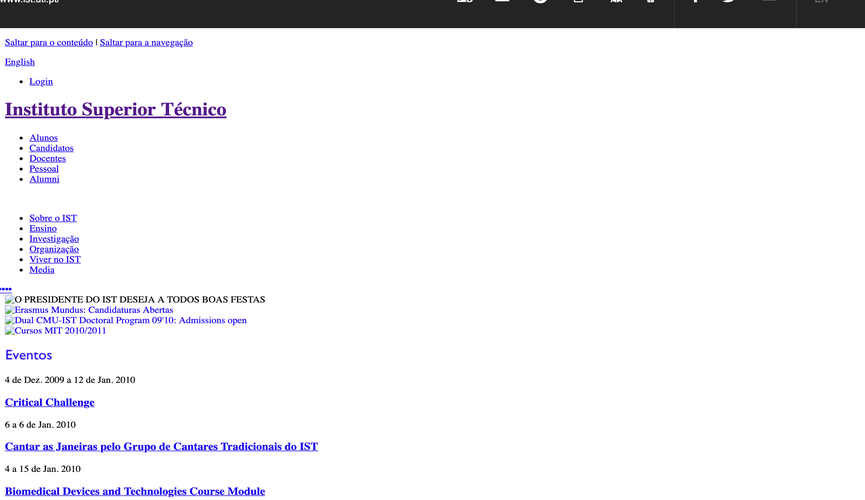 www.ist.utl.pt/
EN
Saltar para o conteúdo | Saltar para a navegação
English
Login
Instituto Superior Técnico
Alunos
Candidatos
Docentes
Pessoal
Alumni
Sobre o IST
Ensino
Investigação
Organização
Viver no IST
Media
O PRESIDENTE DO IST DESEJA A TODOS BOAS FESTAS
Erasmus Mundus: Candidaturas Abertas
Dual CMU-IST Doctoral Program 09'10: Admissions open
Cursos MIT 2010/2011
Eventos
4 de Dez. 2009 a 12 de Jan. 2010
Critical Challenge
6 a 6 de Jan. 2010
Cantar as Janeiras pelo Grupo de Cantares Tradicionais do IST
4 a 15 de Jan. 2010
Biomedical Devices and Technologies Course Module